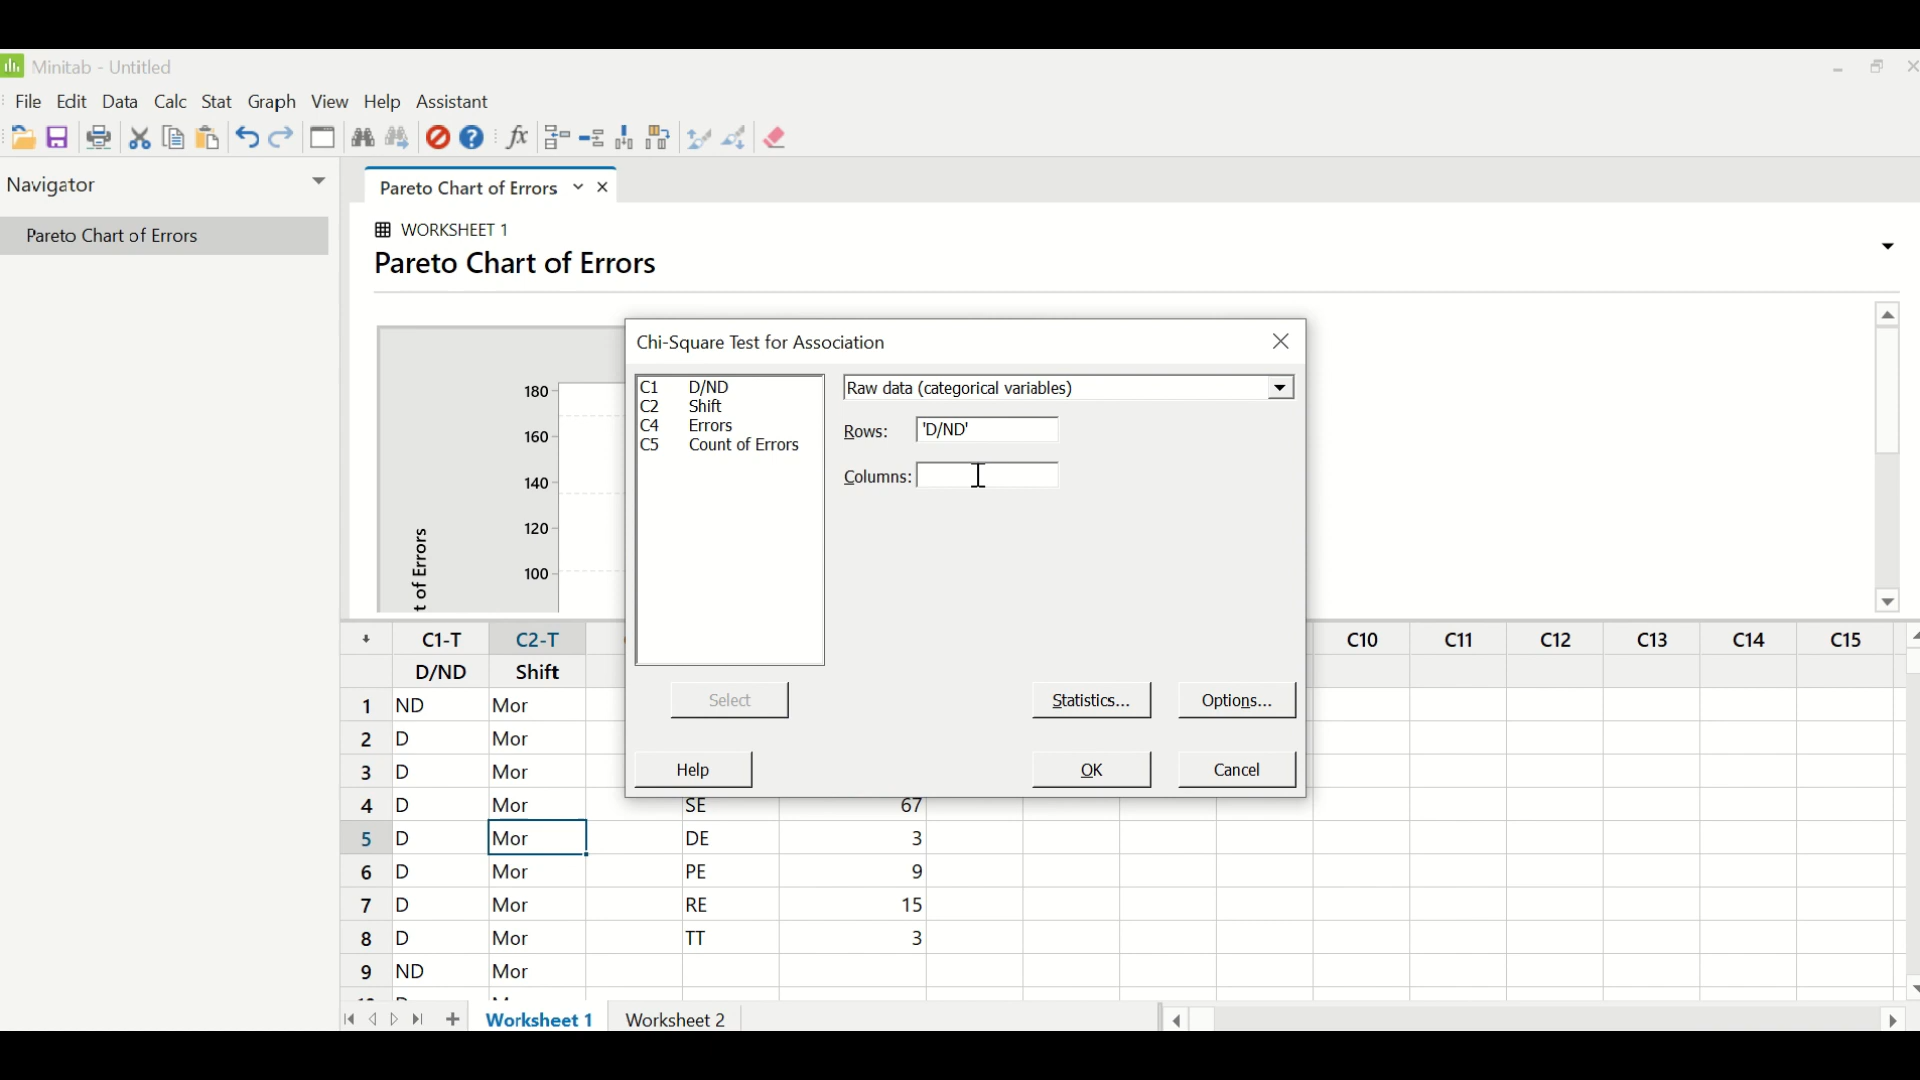 Minitab - Untitled
File Edit Data Calc Stat Graph View Help Assistant
Navigator
Pareto Chart of Errors
Pareto Chart of Errors
WORKSHEET 1
Pareto Chart of Errors
180
160
140
120
100
t of Errors
Chi-Square Test for Association
C1 D/ND
C2 Shift
C4 Errors
C5 Count of Errors
Raw data (categorical variables)
Rows: 'D/ND'
Columns:
Select
Statistics...
Options...
Help
OK
Cancel
C1-T C2-T C10 C11 C12 C13 C14 C15
D/ND Shift
1 ND Mor
2 D Mor
3 D Mor
4 D Mor SE 67
5 D Mor DE 3
6 D Mor PE 9
7 D Mor RE 15
8 D Mor TT 3
9 ND Mor
Worksheet 1 Worksheet 2